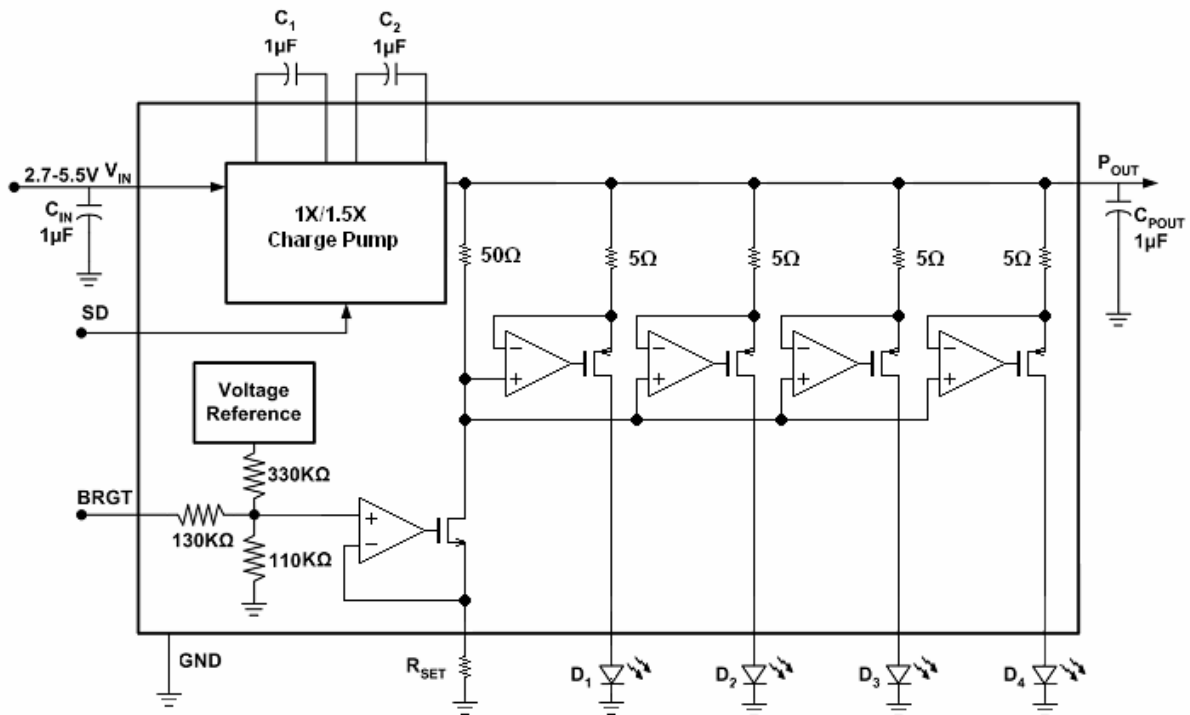 C1
1µF
C2
1µF
2.7-5.5V VIN
CIN
1µF
1X/1.5X
Charge Pump
POUT
CPOUT
1µF
50Ω
5Ω
5Ω
5Ω
5Ω
SD
Voltage
Reference
330KΩ
BRGT
130KΩ
110KΩ
+
-
-
+
-
+
-
+
-
+
GND
RSET
D1
D2
D3
D4